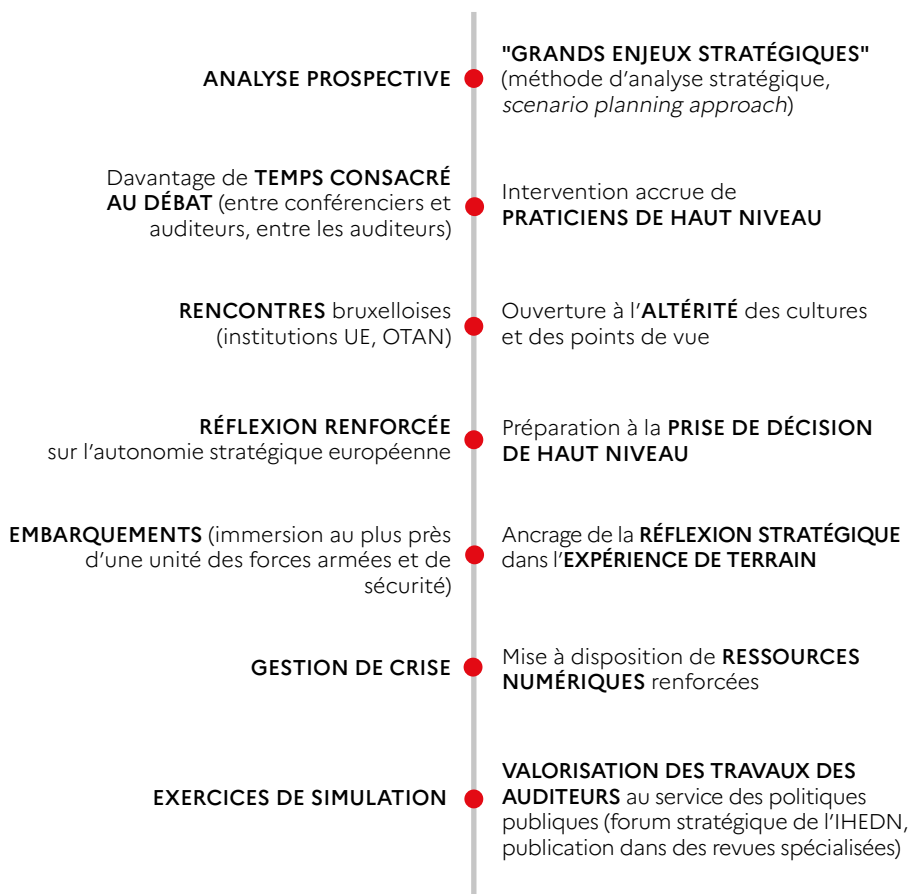 ANALYSE PROSPECTIVE
"GRANDS ENJEUX STRATÉGIQUES"
(méthode d'analyse stratégique,
scenario planning approach)
Davantage de TEMPS CONSACRÉ
AU DÉBAT (entre conférenciers et
auditeurs, entre les auditeurs)
Intervention accrue de
PRATICIENS DE HAUT NIVEAU
RENCONTRES bruxelloises
(institutions UE, OTAN)
Ouverture à l'ALTÉRITÉ des cultures
et des points de vue
RÉFLEXION RENFORCÉE
sur l'autonomie stratégique européenne
Préparation à la PRISE DE DÉCISION
DE HAUT NIVEAU
EMBARQUEMENTS (immersion au plus près
d'une unité des forces armées et de
sécurité)
Ancrage de la RÉFLEXION STRATÉGIQUE
dans l'EXPÉRIENCE DE TERRAIN
GESTION DE CRISE
Mise à disposition de RESSOURCES
NUMÉRIQUES renforcées
EXERCICES DE SIMULATION
VALORISATION DES TRAVAUX DES
AUDITEURS au service des politiques
publiques (forum stratégique de l'IHEDN,
publication dans des revues spécialisées)